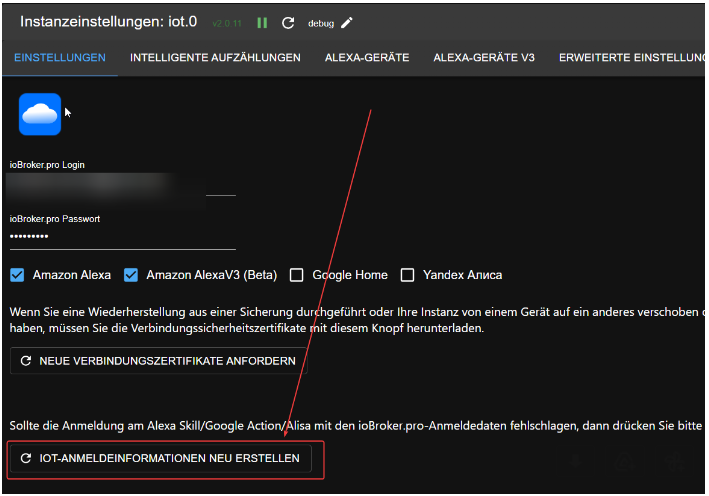 Instanzeinstellungen: iot.0 v2.0.11 debug
EINSTELLUNGEN INTELLIGENTE AUFZÄHLUNGEN ALEXA-GERÄTE ALEXA-GERÄTE V3 ERWEITERTE EINSTELLUN
ioBroker.pro Login
ioBroker.pro Passwort
•••••••••
Amazon Alexa Amazon AlexaV3 (Beta) Google Home Yandex Алиса
Wenn Sie eine Wiederherstellung aus einer Sicherung durchgeführt oder Ihre Instanz von einem Gerät auf ein anderes verschoben
haben, müssen Sie die Verbindungssicherheitszertifikate mit diesem Knopf herunterladen.
NEUE VERBINDUNGSZERTIFIKATE ANFORDERN
Sollte die Anmeldung am Alexa Skill/Google Action/Alisa mit den ioBroker.pro-Anmeldedaten fehlschlagen, dann drücken Sie bitte
IOT-ANMELDEINFORMATIONEN NEU ERSTELLEN